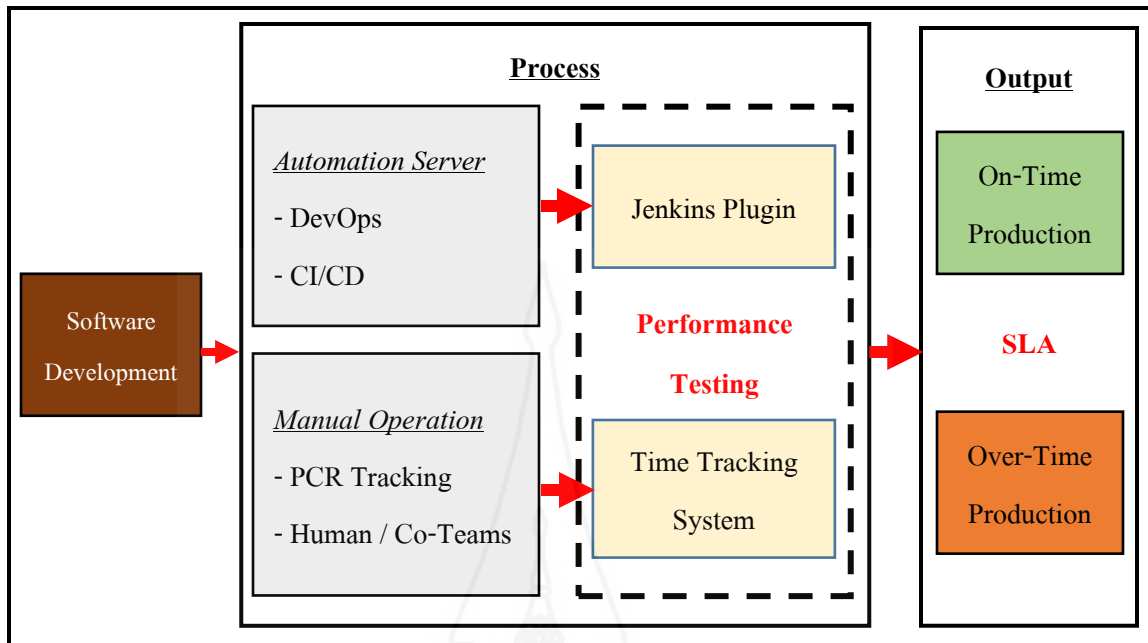 Software
Development
Process
Automation Server
- DevOps
- CI/CD
Manual Operation
- PCR Tracking
- Human / Co-Teams
Jenkins Plugin
Performance
Testing
Time Tracking
System
Output
On-Time
Production
SLA
Over-Time
Production